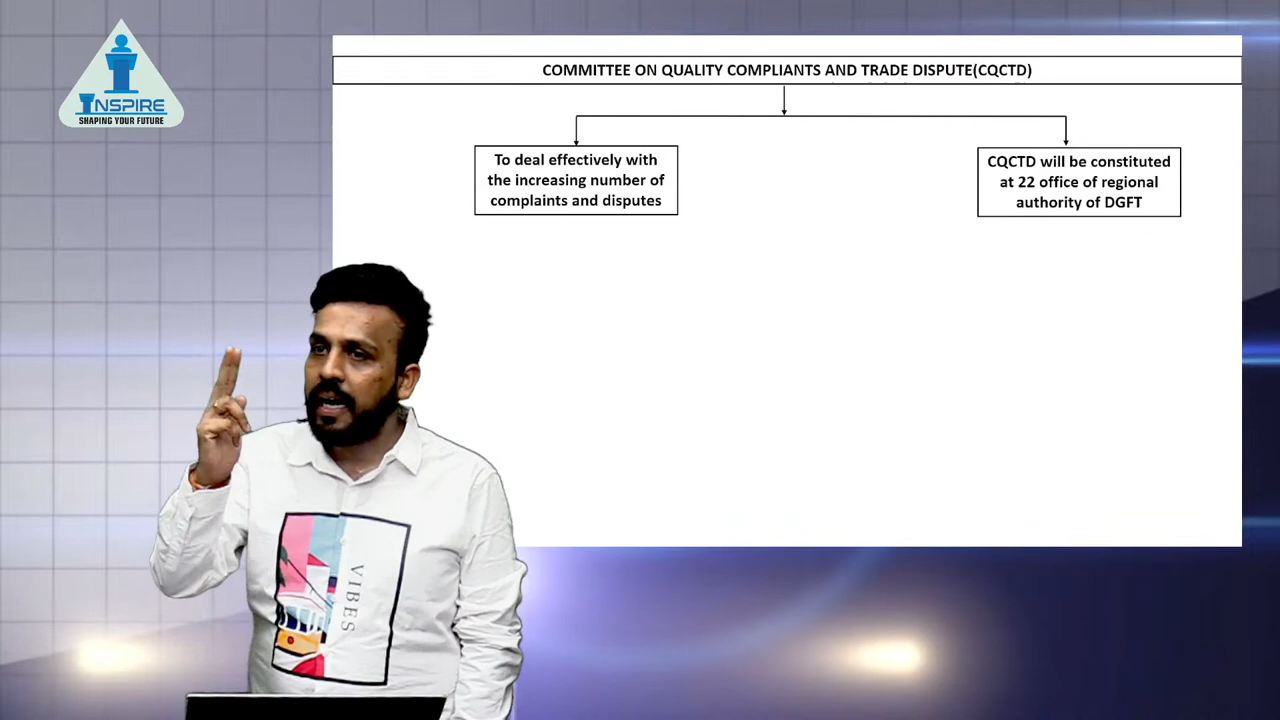 INSPIRE
SHAPING YOUR FUTURE
COMMITTEE ON QUALITY COMPLIANTS AND TRADE DISPUTE(CQCTD)
To deal effectively with
the increasing number of
complaints and disputes
CQCTD will be constituted
at 22 office of regional
authority of DGFT
VIBES